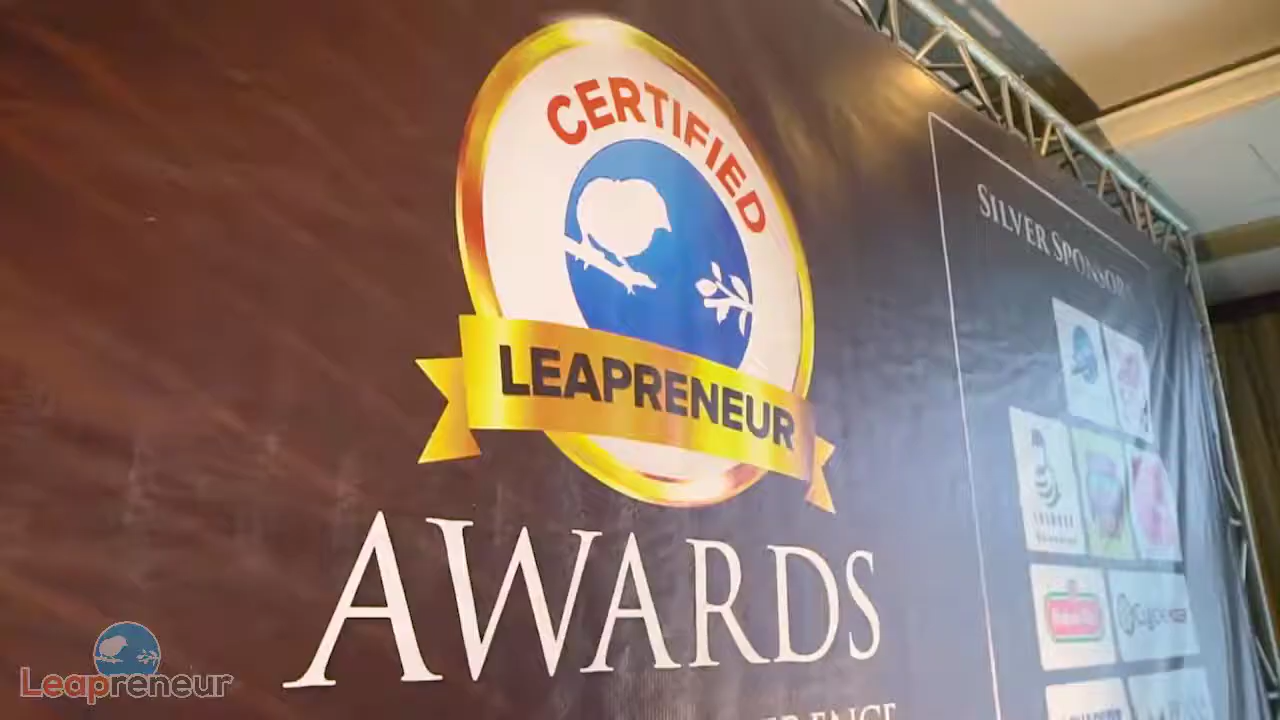 CERTIFIED
LEAPRENEUR
AWARDS
SILVER SPONSORS
Leapreneur